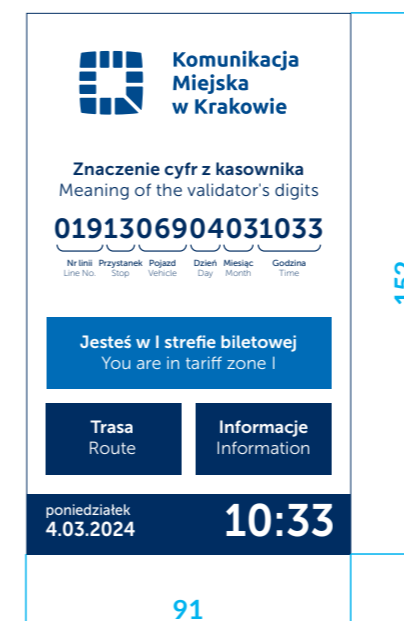 Komunikacja
Miejska
w Krakowie
Znaczenie cyfr z kasownika
Meaning of the validator's digits
0191306904031033
Nr linii Przystanek Pojazd Dzień Miesiąc Godzina
Line No. Stop Vehicle Day Month Time
152
Jesteś w I strefie biletowej
You are in tariff zone I
Trasa Informacje
Route Information
poniedziałek
4.03.2024 10:33
91